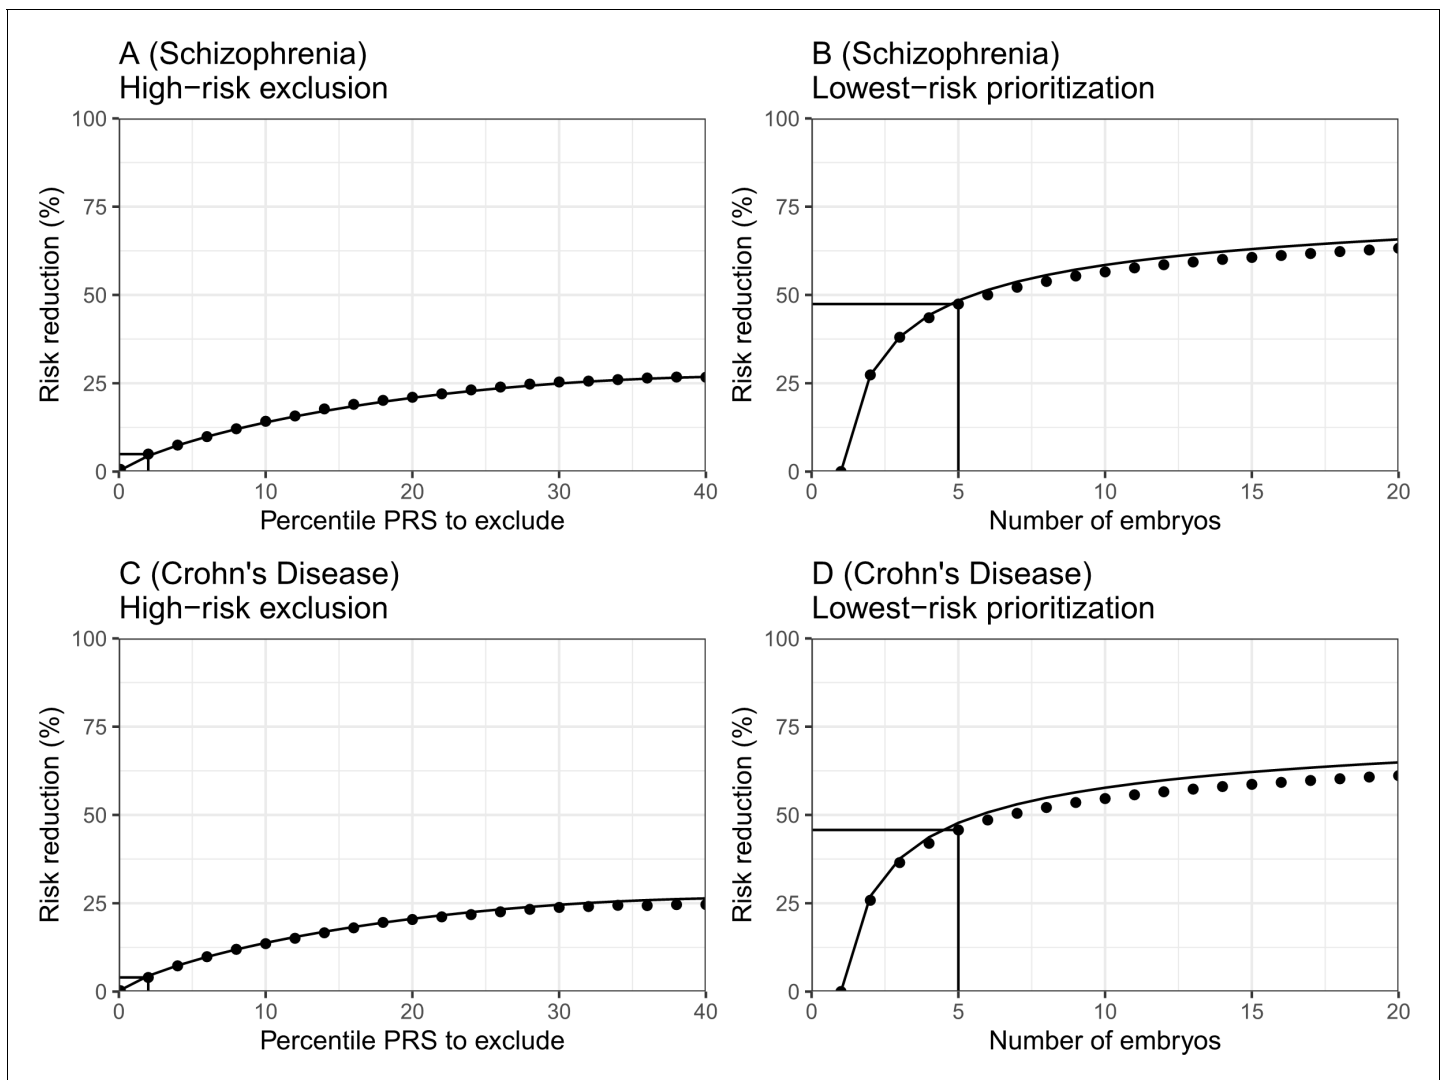 A (Schizophrenia)
High−risk exclusion
100
75
50
25
0
Risk reduction (%)
0 10 20 30 40
Percentile PRS to exclude
B (Schizophrenia)
Lowest−risk prioritization
100
75
50
25
0
Risk reduction (%)
0 5 10 15 20
Number of embryos
C (Crohn's Disease)
High−risk exclusion
100
75
50
25
0
Risk reduction (%)
0 10 20 30 40
Percentile PRS to exclude
D (Crohn's Disease)
Lowest−risk prioritization
100
75
50
25
0
Risk reduction (%)
0 5 10 15 20
Number of embryos